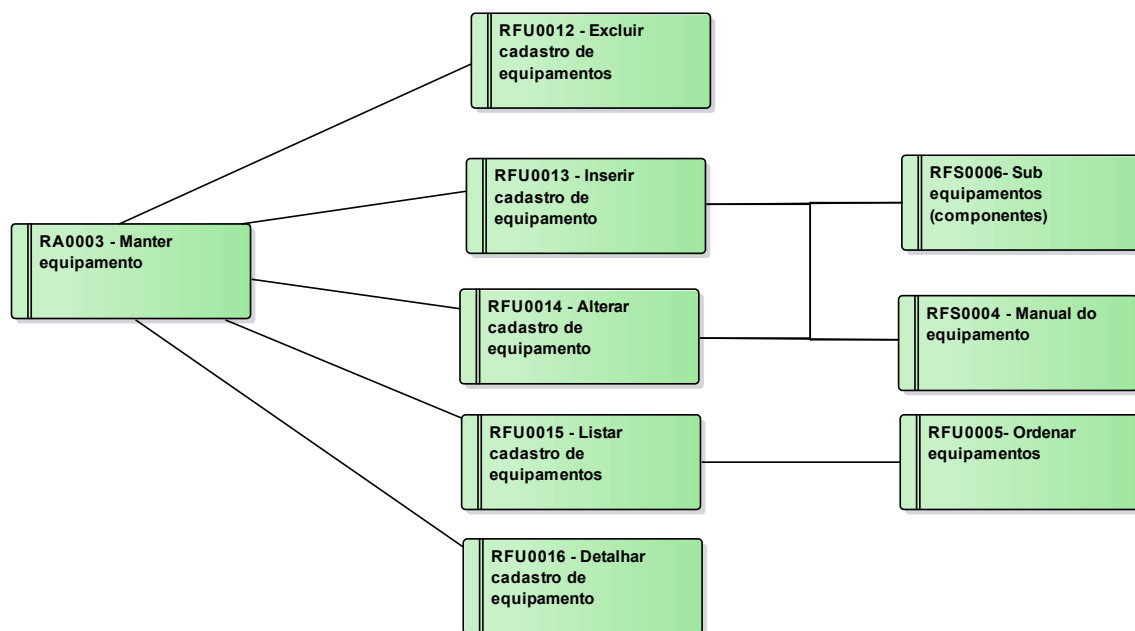 RFU0012 - Excluir
cadastro de
equipamentos
RFU0013 - Inserir
cadastro de
equipamento
RFS0006- Sub
equipamentos
(componentes)
RA0003 - Manter
equipamento
RFU0014 - Alterar
cadastro de
equipamento
RFS0004 - Manual do
equipamento
RFU0015 - Listar
cadastro de
equipamentos
RFU0005- Ordenar
equipamentos
RFU0016 - Detalhar
cadastro de
equipamento